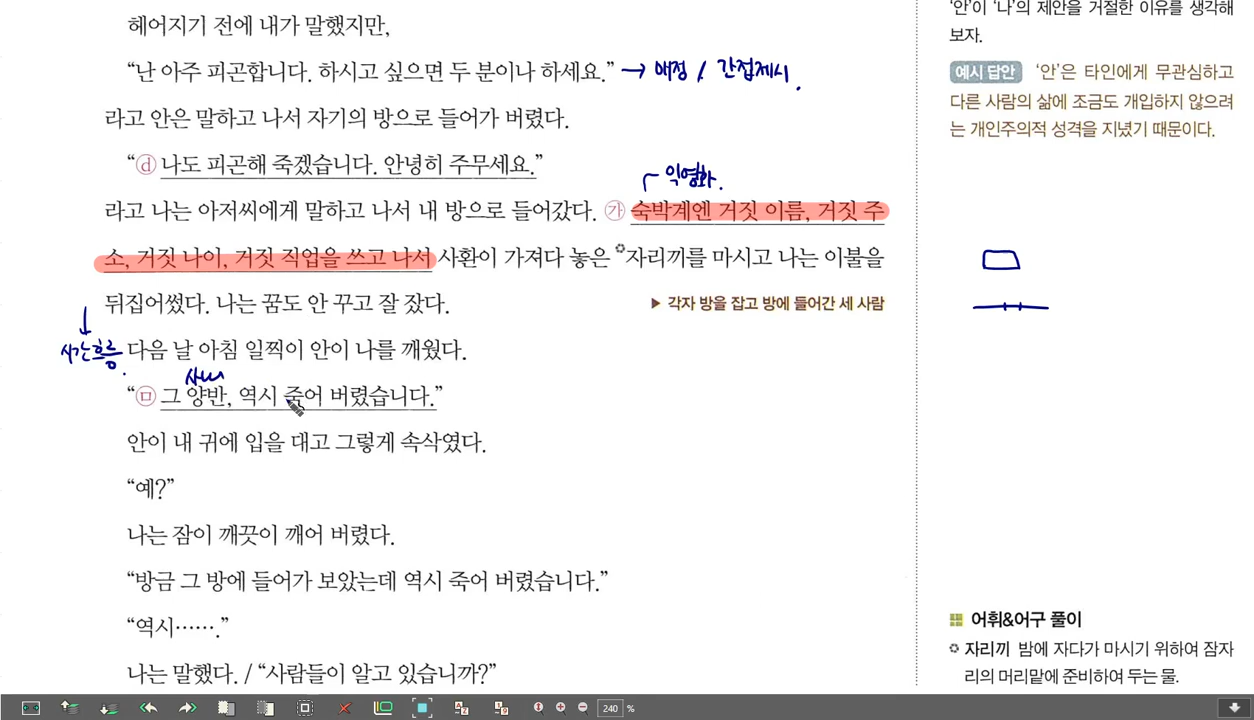 헤어지기 전에 내가 말했지만,
“난 아주 피곤합니다. 하시고 싶으면 두 분이나 하세요.” → 애정 / 간접제시.
라고 안은 말하고 나서 자기의 방으로 들어가 버렸다.
“ⓓ 나도 피곤해 죽겠습니다. 안녕히 주무세요.”
익명화.
라고 나는 아저씨에게 말하고 나서 내 방으로 들어갔다. ㉮ 숙박계엔 거짓 이름, 거짓 주
소, 거짓 나이, 거짓 직업을 쓰고 나서 사환이 가져다 놓은 자리끼를 마시고 나는 이불을
뒤집어썼다. 나는 꿈도 안 꾸고 잘 잤다.
▶ 각자 방을 잡고 방에 들어간 세 사람
시간흐름. 다음 날 아침 일찍이 안이 나를 깨웠다.
사내
“㉤ 그 양반, 역시 죽어 버렸습니다.”
안이 내 귀에 입을 대고 그렇게 속삭였다.
“예?”
나는 잠이 깨끗이 깨어 버렸다.
“방금 그 방에 들어가 보았는데 역시 죽어 버렸습니다.”
“역시…….”
나는 말했다. / “사람들이 알고 있습니까?”
‘안’이 ‘나’의 제안을 거절한 이유를 생각해
보자.
예시 답안 ‘안’은 타인에게 무관심하고
다른 사람의 삶에 조금도 개입하지 않으려
는 개인주의적 성격을 지녔기 때문이다.
어휘&어구 풀이
자리끼 밤에 자다가 마시기 위하여 잠자
리의 머리맡에 준비하여 두는 물.
240 %